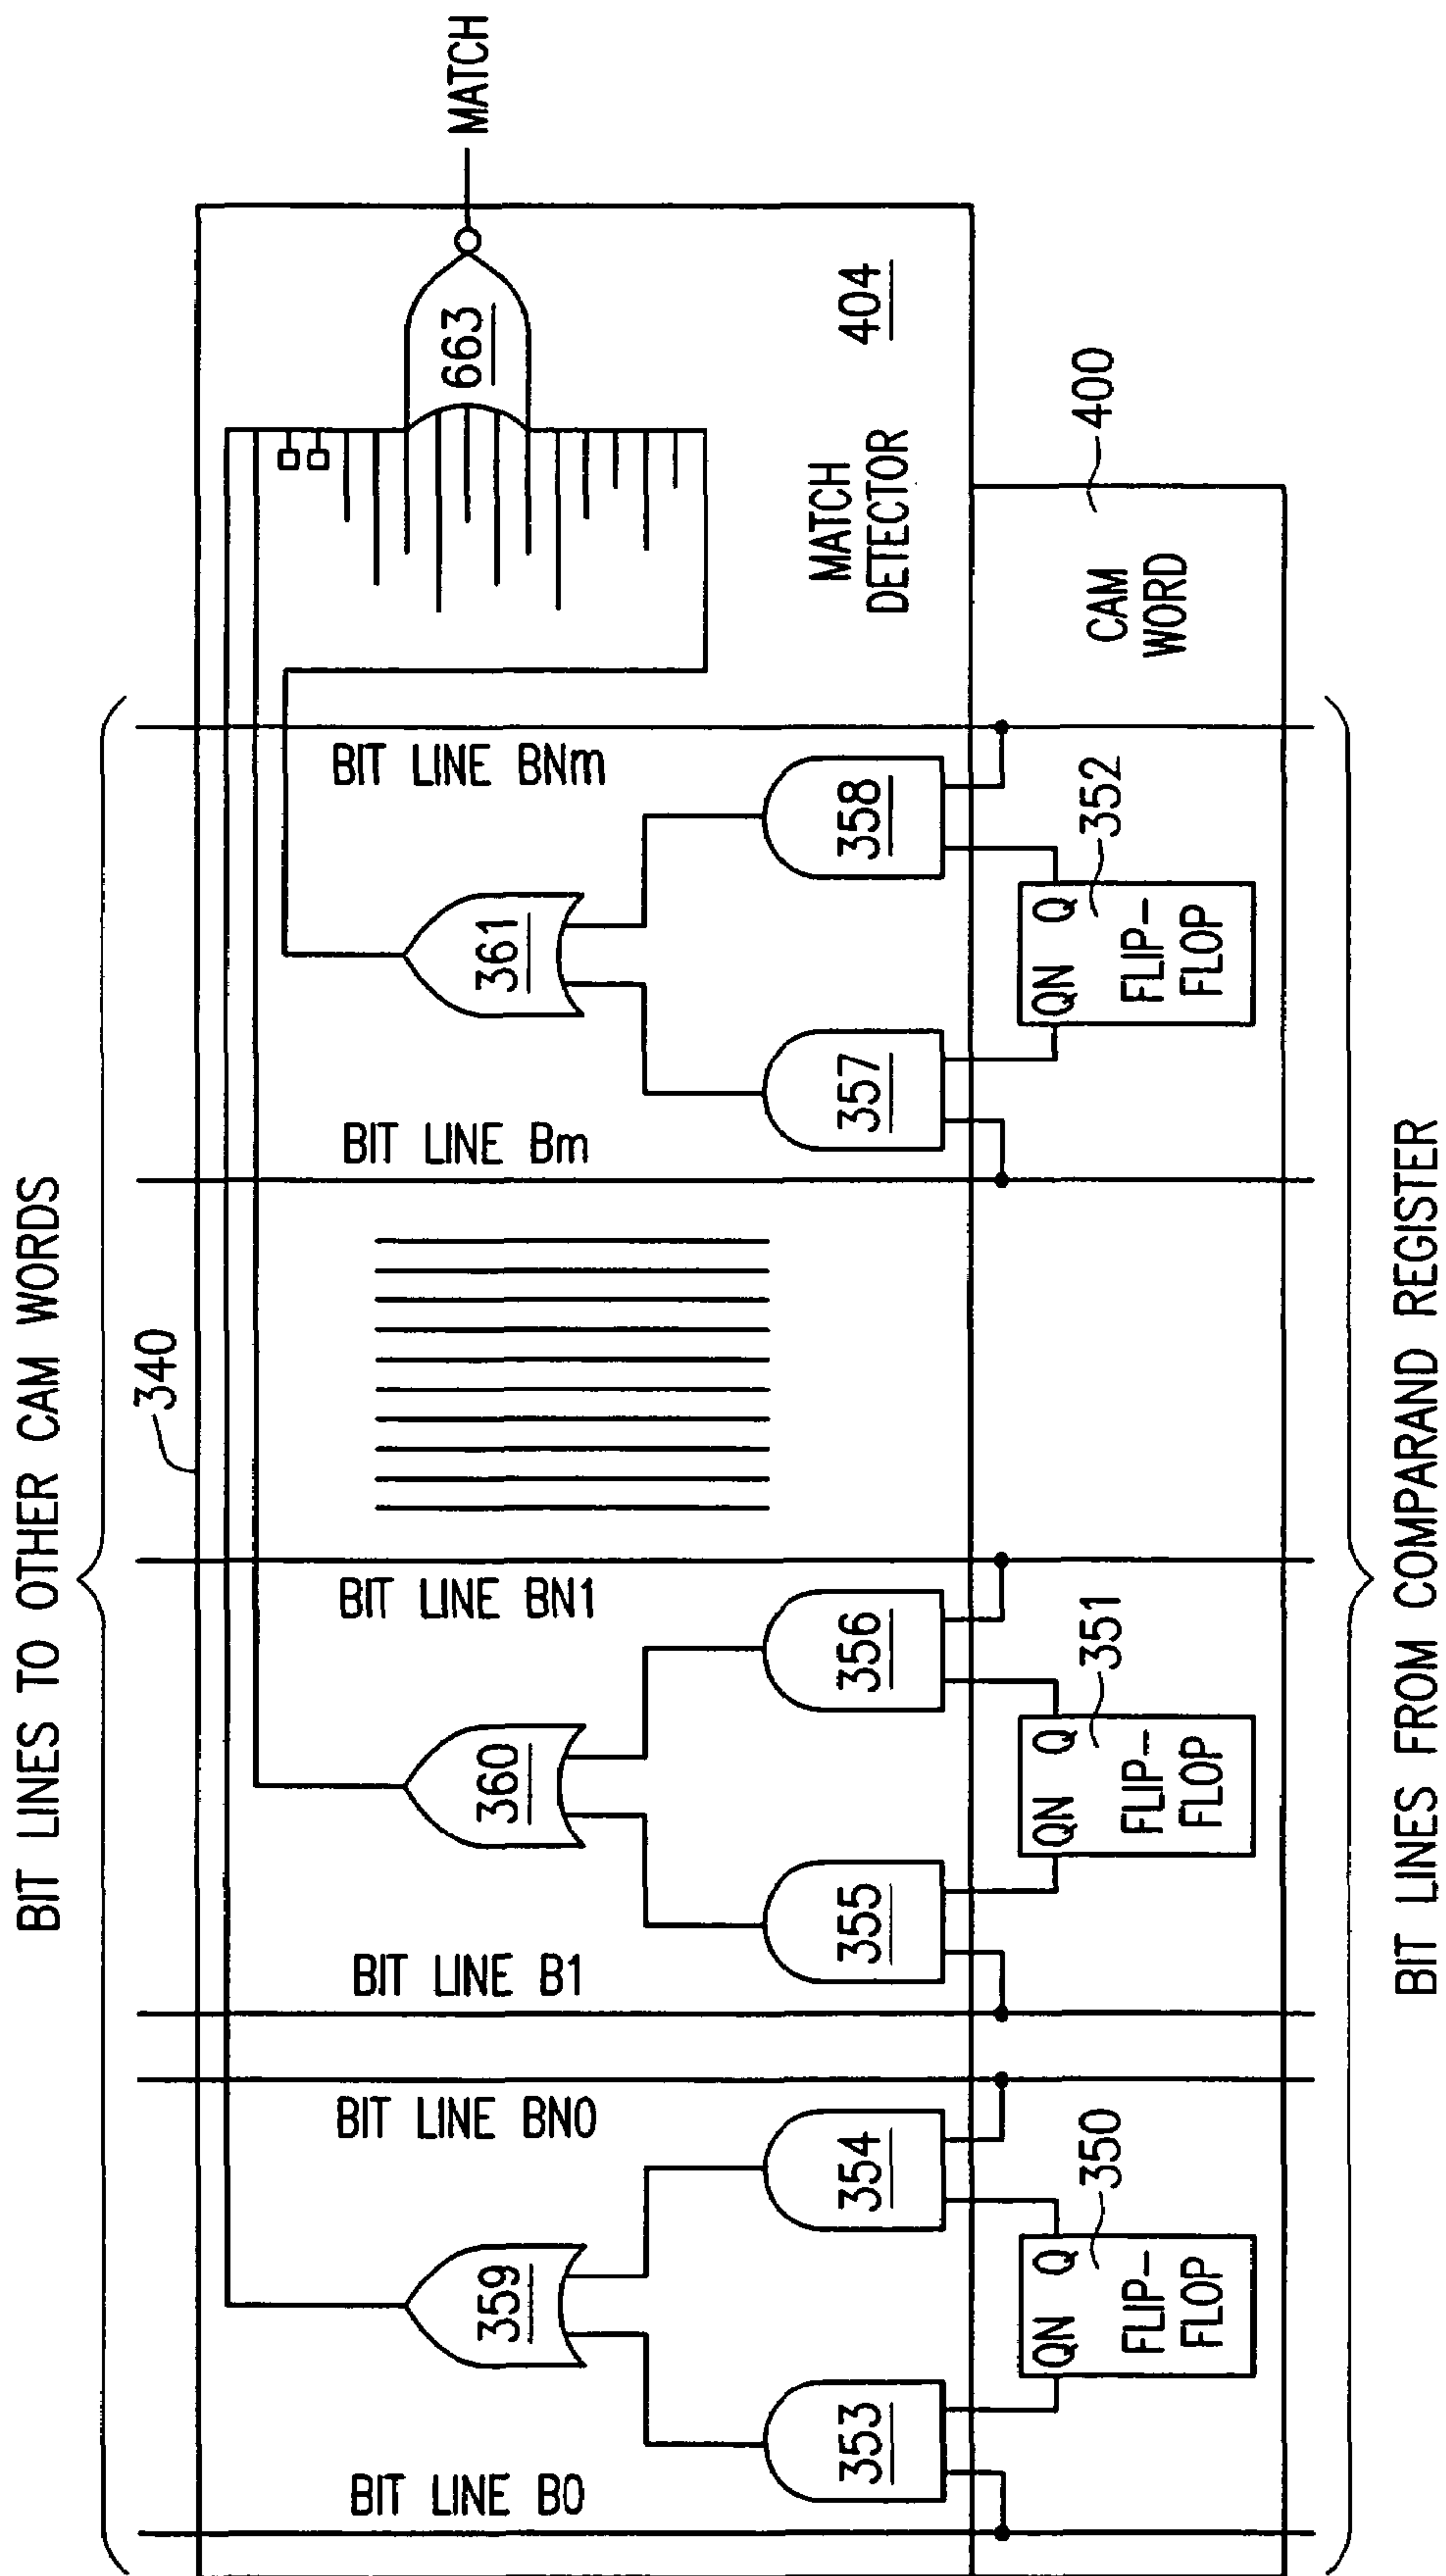 BIT LINES TO OTHER CAM WORDS
340
MATCH
663
404
MATCH
DETECTOR
400
CAM
WORD
BIT LINE B0
BIT LINE BN0
BIT LINE B1
BIT LINE BN1
BIT LINE Bm
BIT LINE BNm
359
360
361
353
354
355
356
357
358
QN Q
FLIP-
FLOP
350
QN Q
FLIP-
FLOP
351
QN Q
FLIP-
FLOP
352
BIT LINES FROM COMPARAND REGISTER